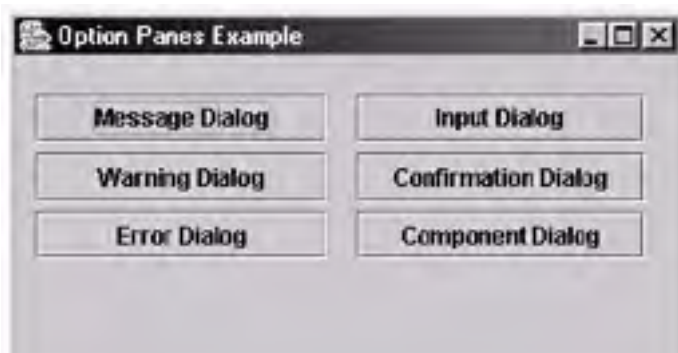 Option Panes Example
Message Dialog Input Dialog
Warning Dialog Confirmation Dialog
Error Dialog Component Dialog